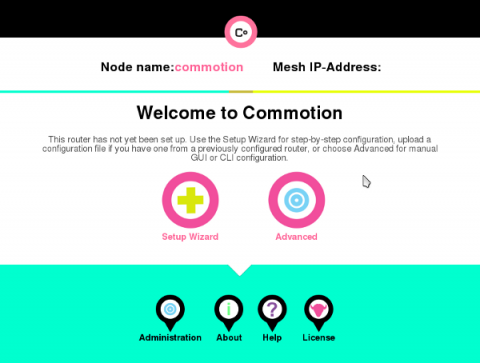 Co
Node name:commotion Mesh IP-Address:
Welcome to Commotion
This router has not yet been set up. Use the Setup Wizard for step-by-step configuration, upload a
configuration file if you have one from a previously configured router, or choose Advanced for manual
GUI or CLI configuration.
Setup Wizard Advanced
i ?
Administration About Help License